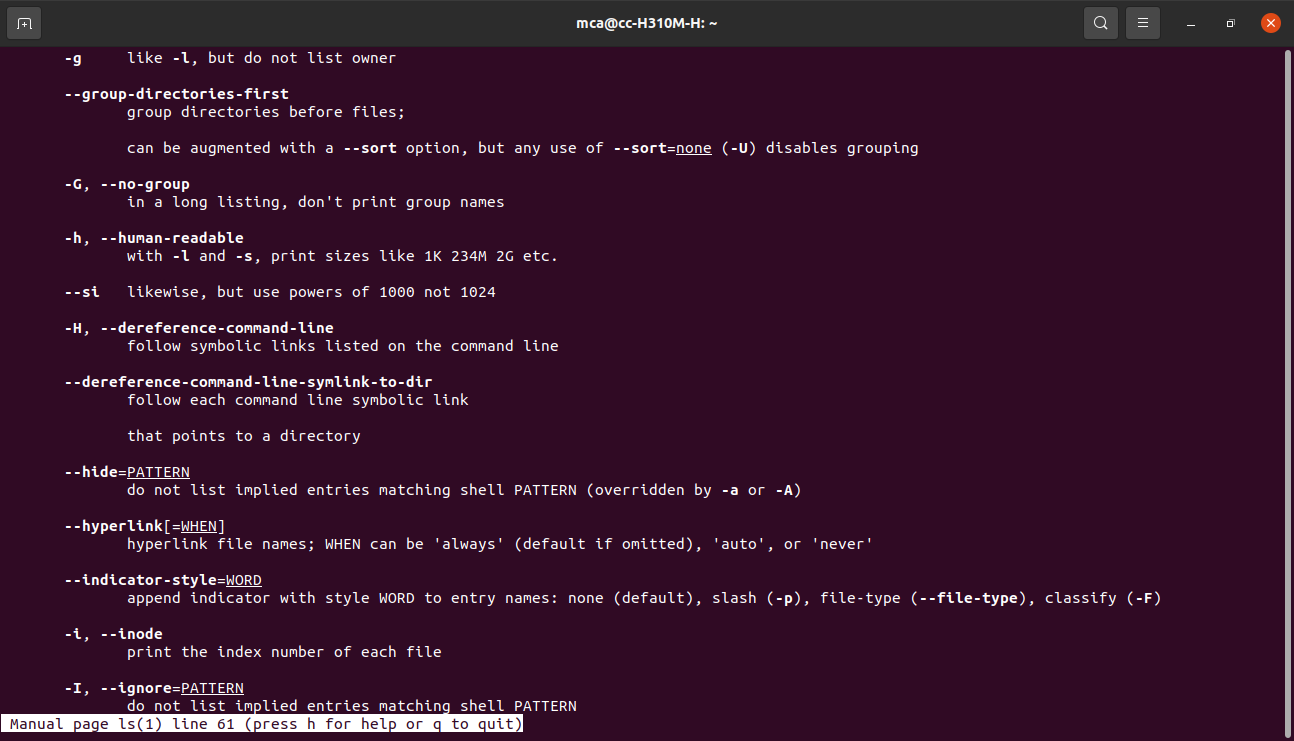 mca@cc-H310M-H: ~
-g     like -l, but do not list owner
--group-directories-first
group directories before files;
can be augmented with a --sort option, but any use of --sort=none (-U) disables grouping
-G, --no-group
in a long listing, don't print group names
-h, --human-readable
with -l and -s, print sizes like 1K 234M 2G etc.
--si   likewise, but use powers of 1000 not 1024
-H, --dereference-command-line
follow symbolic links listed on the command line
--dereference-command-line-symlink-to-dir
follow each command line symbolic link
that points to a directory
--hide=PATTERN
do not list implied entries matching shell PATTERN (overridden by -a or -A)
--hyperlink[=WHEN]
hyperlink file names; WHEN can be 'always' (default if omitted), 'auto', or 'never'
--indicator-style=WORD
append indicator with style WORD to entry names: none (default), slash (-p), file-type (--file-type), classify (-F)
-i, --inode
print the index number of each file
-I, --ignore=PATTERN
do not list implied entries matching shell PATTERN
Manual page ls(1) line 61 (press h for help or q to quit)